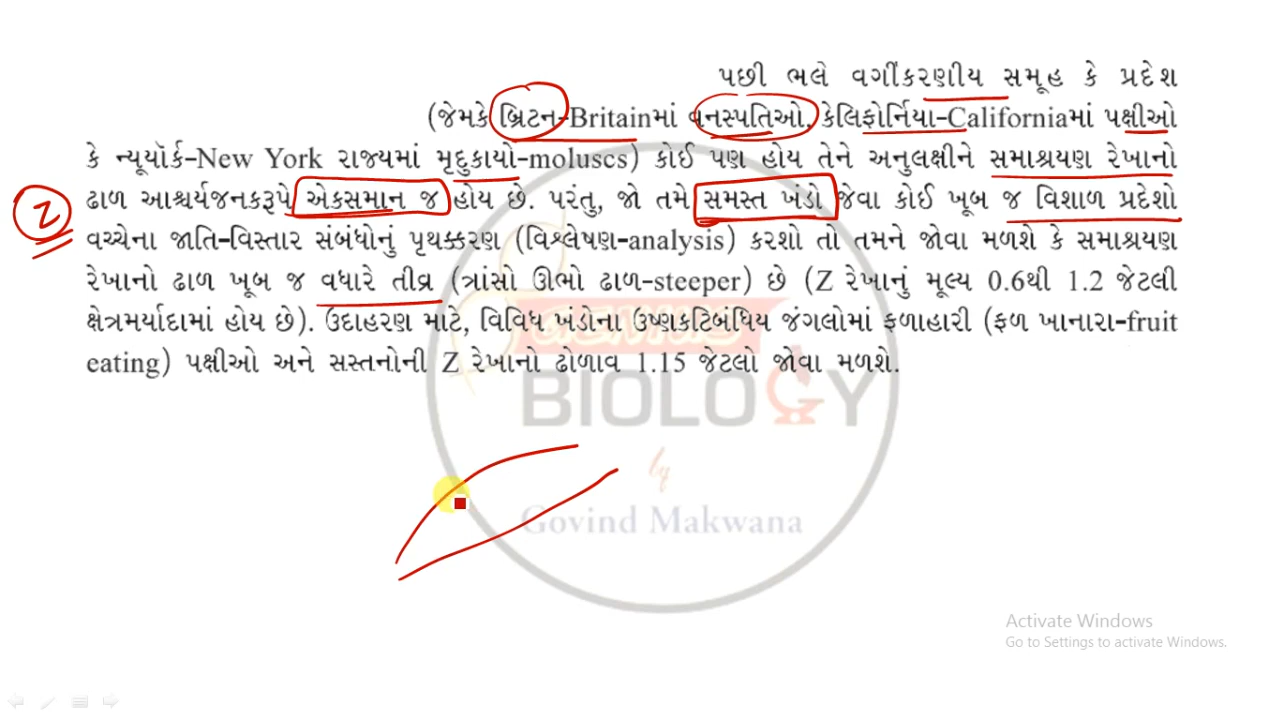 પછી ભલે વર્ગીકરણીય સમૂહ કે પ્રદેશ
(જેમકે બ્રિટન-Britainમાં વનસ્પતિઓ, કેલિફોર્નિયા-Californiaમાં પક્ષીઓ
કે ન્યૂયૉર્ક-New York રાજ્યમાં મૃદુકાયો-moluscs) કોઈ પણ હોય તેને અનુલક્ષીને સમાશ્રયણ રેખાનો
Z ઢાળ આશ્ચર્યજનકરૂપે એકસમાન જ હોય છે. પરંતુ, જો તમે સમસ્ત ખંડો જેવા કોઈ ખૂબ જ વિશાળ પ્રદેશો
વચ્ચેના જાતિ-વિસ્તાર સંબંધોનું પૃથક્કરણ (વિશ્લેષણ-analysis) કરશો તો તમને જોવા મળશે કે સમાશ્રયણ
રેખાનો ઢાળ ખૂબ જ વધારે તીવ્ર (ત્રાંસો ઊભો ઢાળ-steeper) છે (Z રેખાનું મૂલ્ય 0.6થી 1.2 જેટલી
ક્ષેત્રમર્યાદામાં હોય છે). ઉદાહરણ માટે, વિવિધ ખંડોના ઉષ્ણકટિબંધિય જંગલોમાં ફળાહારી (ફળ ખાનારા-fruit
eating) પક્ષીઓ અને સસ્તનોની Z રેખાનો ઢોળાવ 1.15 જેટલો જોવા મળશે.
BIOLOGY
by
Govind Makwana
Activate Windows
Go to Settings to activate Windows.